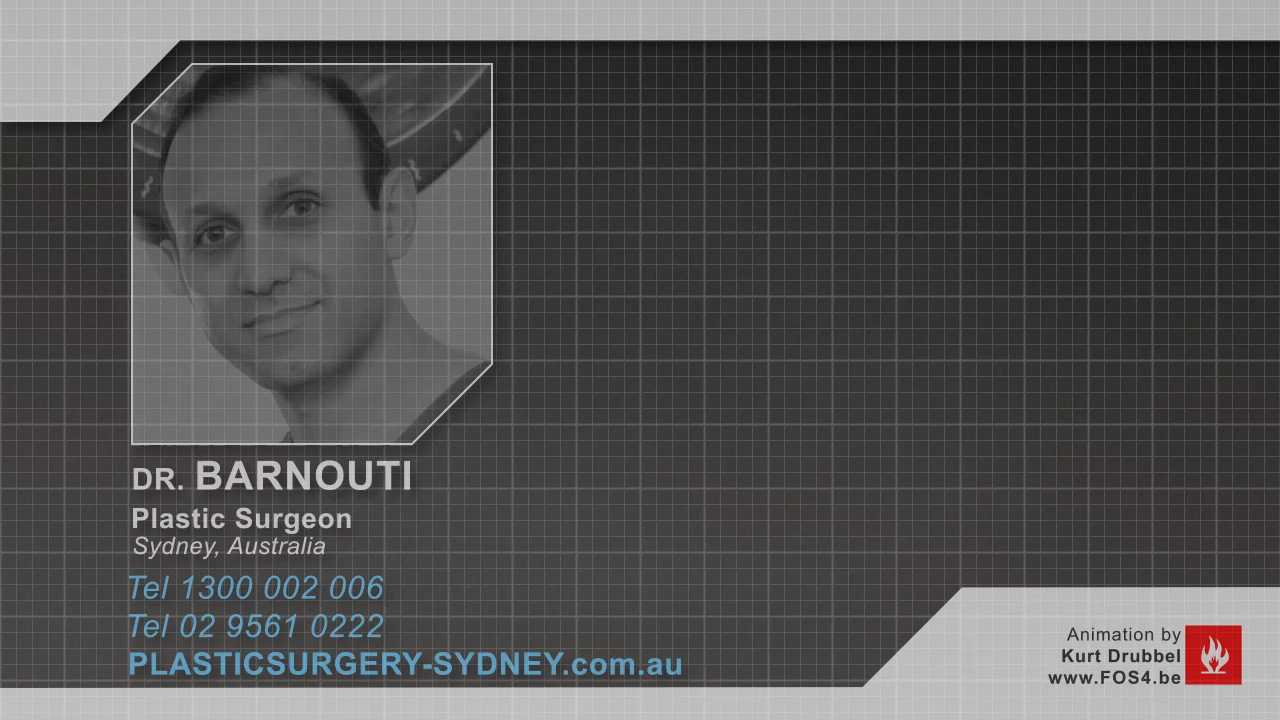 DR. BARNOUTI
Plastic Surgeon
Sydney, Australia
Tel 1300 002 006
Tel 02 9561 0222
PLASTICSURGERY-SYDNEY.com.au
Animation by
Kurt Drubbel
www.FOS4.be